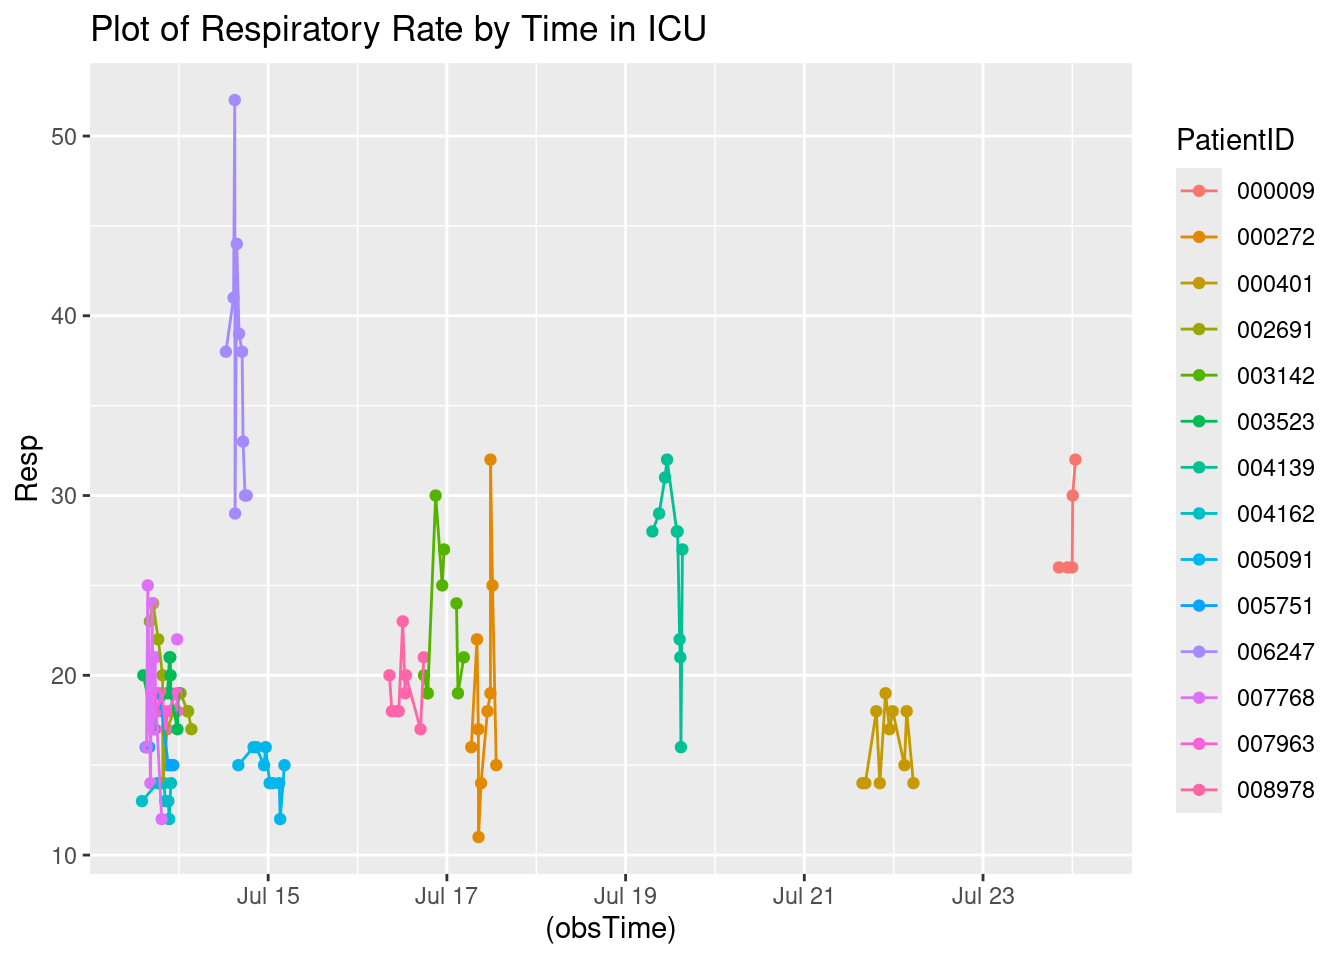 Plot of Respiratory Rate by Time in ICU
50
40
30
20
10
Resp
Jul 15
Jul 17
Jul 19
Jul 21
Jul 23
(obsTime)
PatientID
000009
000272
000401
002691
003142
003523
004139
004162
005091
005751
006247
007768
007963
008978